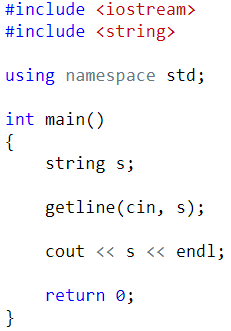 #include <iostream>
#include <string>
using namespace std;
int main()
{
    string s;
    getline(cin, s);
    cout << s << endl;
    return 0;
}